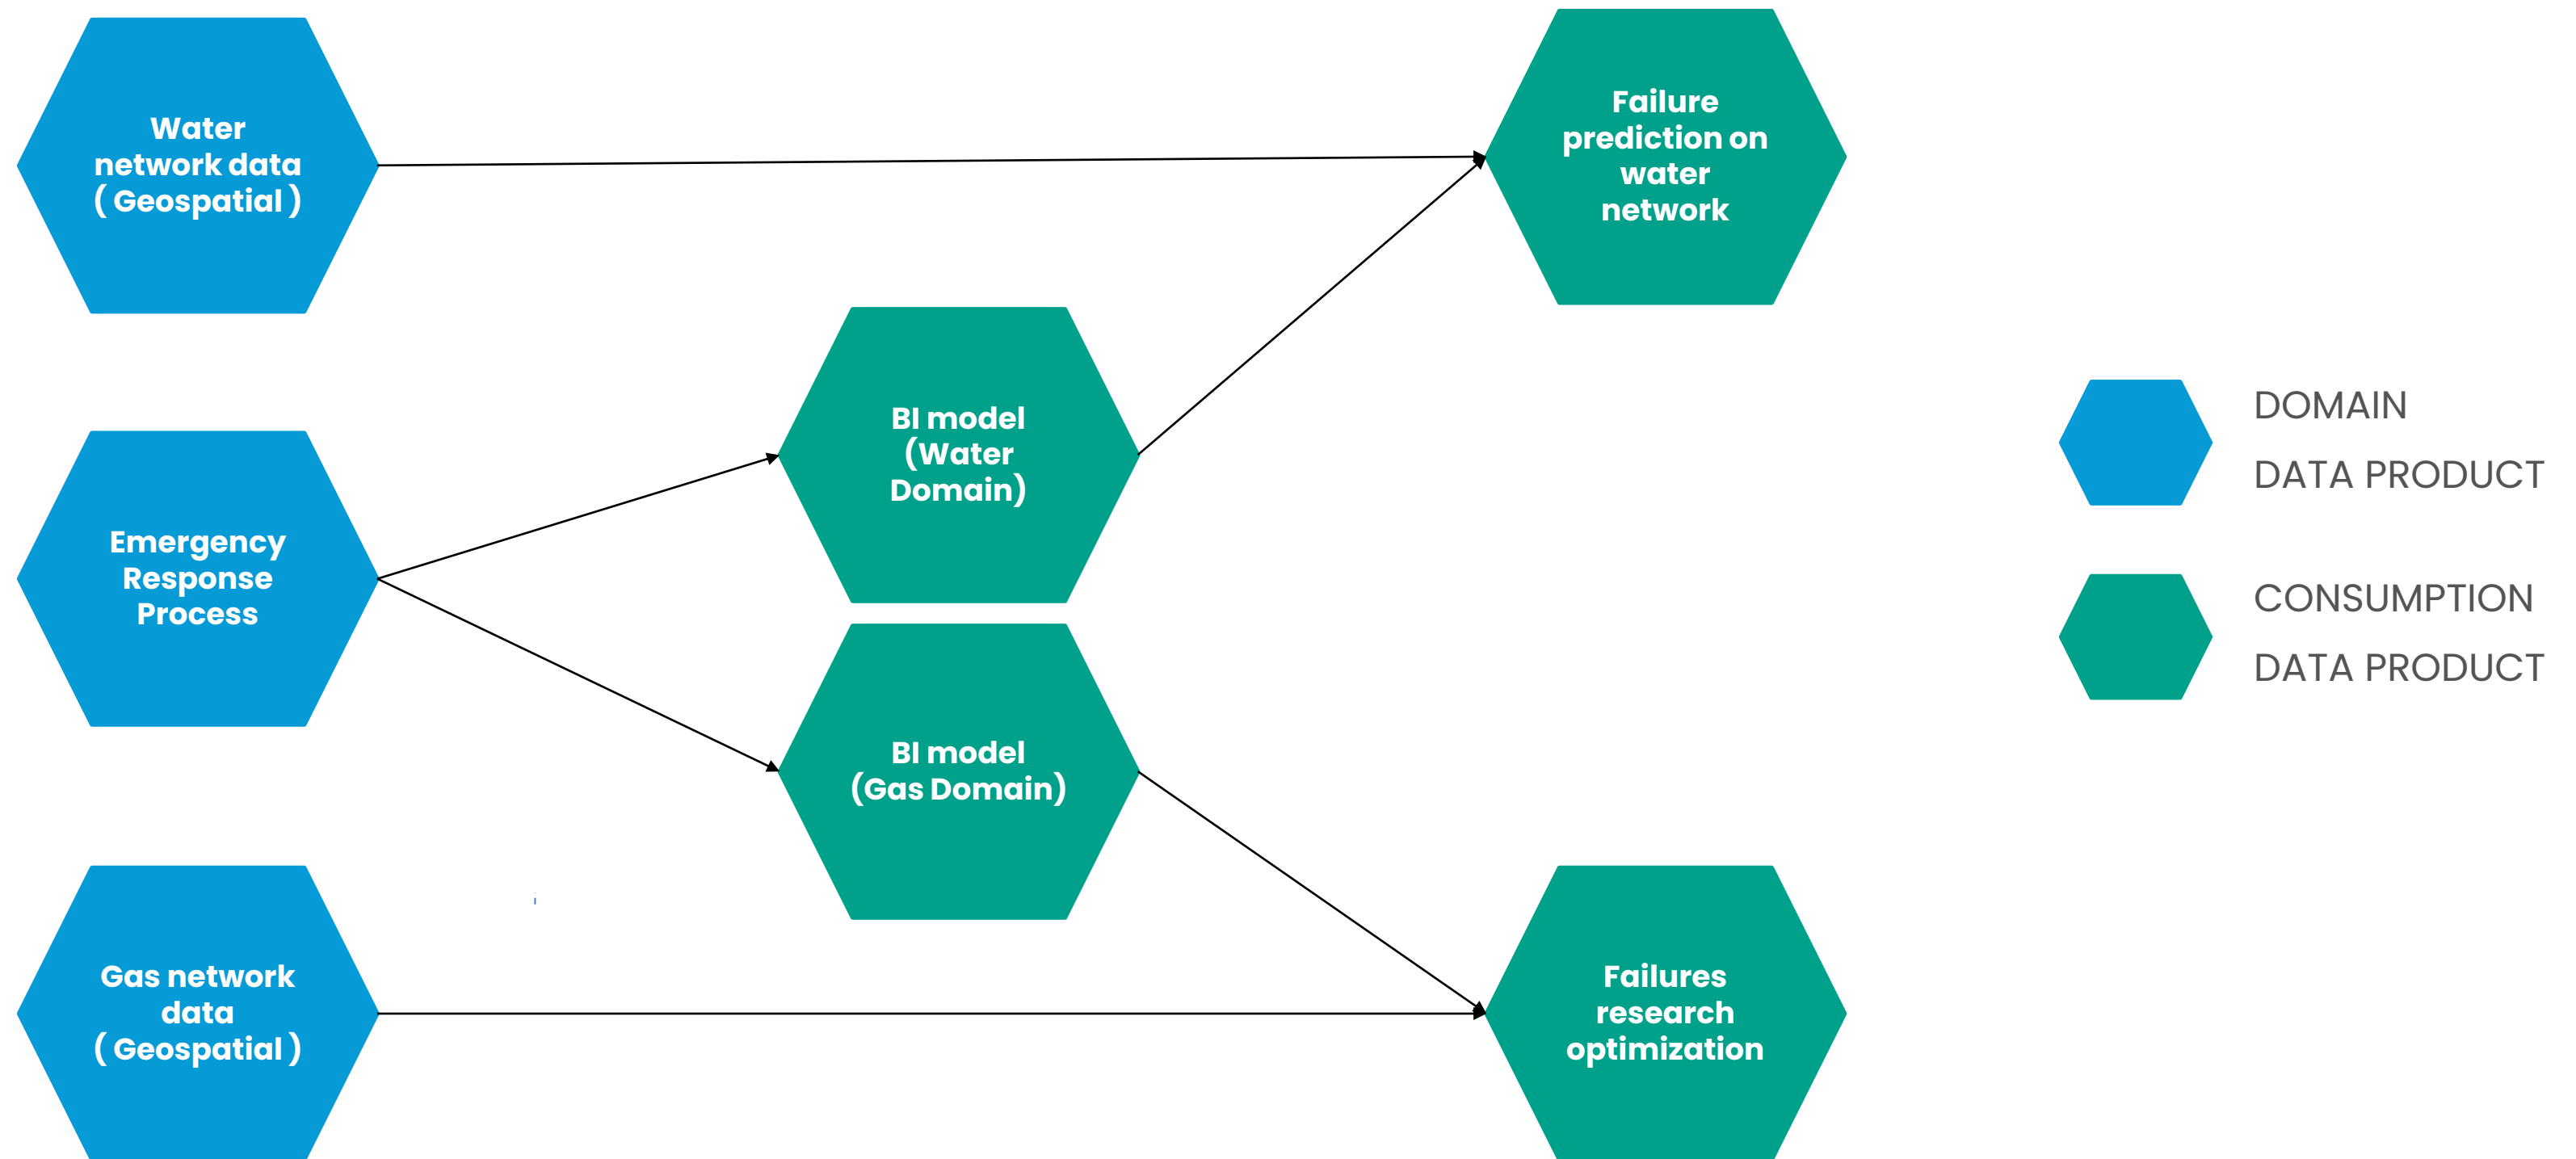 Water
network data
( Geospatial )
Failure
prediction on
water
network
BI model
(Water
Domain)
Emergency
Response
Process
BI model
(Gas Domain)
Gas network
data
( Geospatial )
Failures
research
optimization
DOMAIN
DATA PRODUCT
CONSUMPTION
DATA PRODUCT